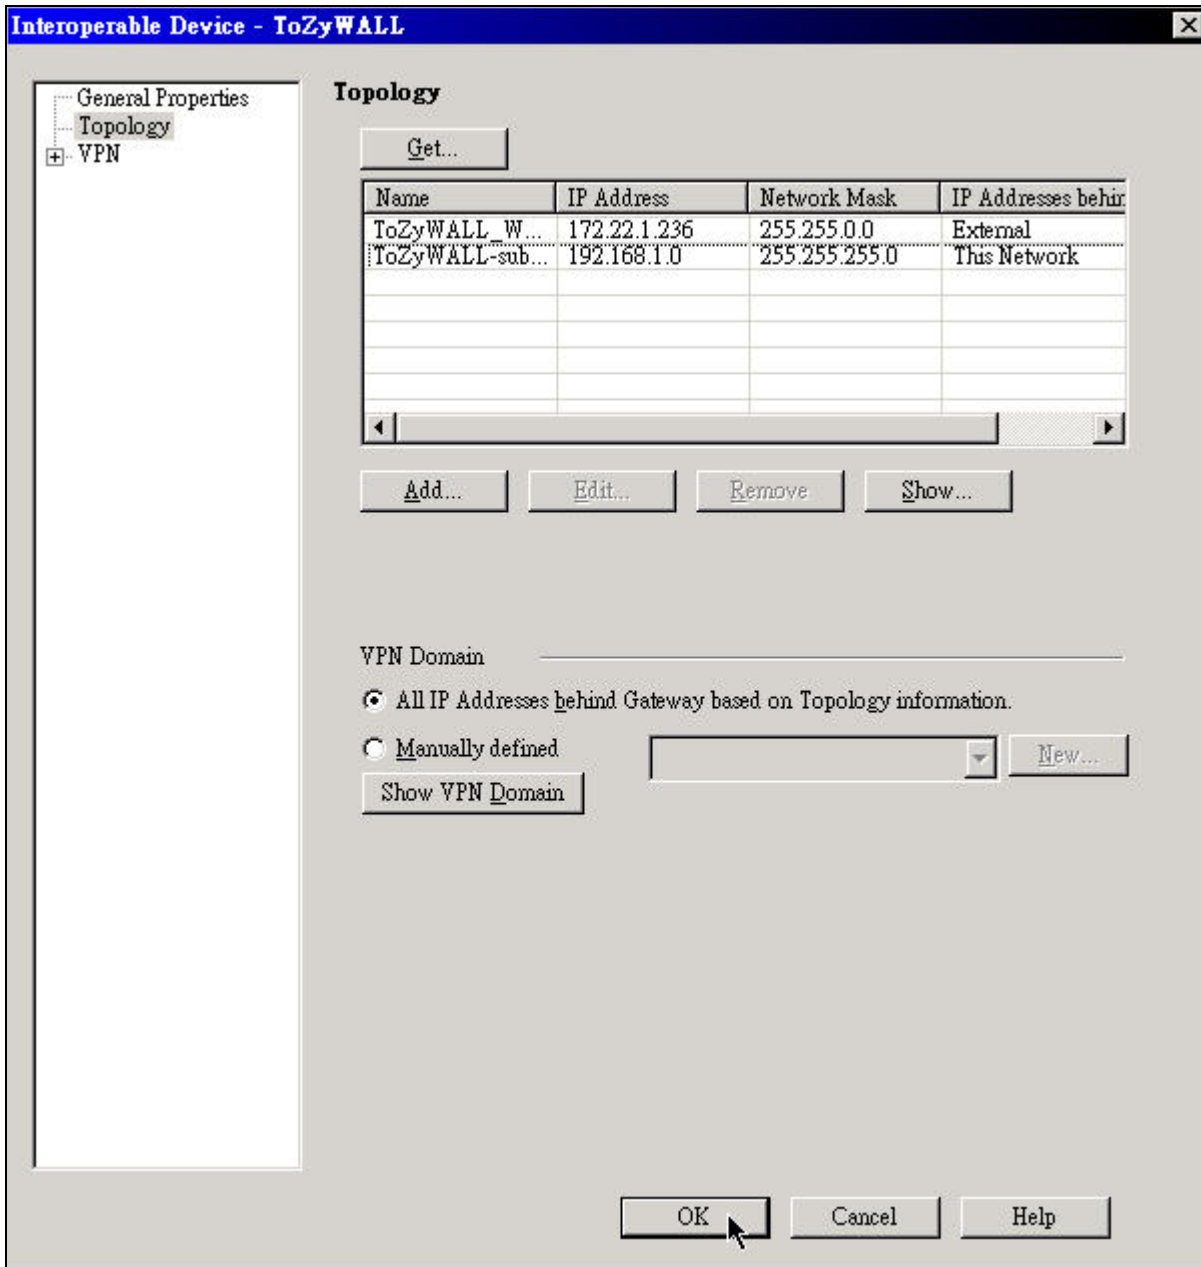 Interoperable Device - ToZyWALL
General Properties
Topology
VPN
Topology
Get...
Name IP Address Network Mask IP Addresses behin
ToZyWALL_W... 172.22.1.236 255.255.0.0 External
ToZyWALL-sub... 192.168.1.0 255.255.255.0 This Network
Add... Edit... Remove Show...
VPN Domain
All IP Addresses behind Gateway based on Topology information.
Manually defined New...
Show VPN Domain
OK Cancel Help